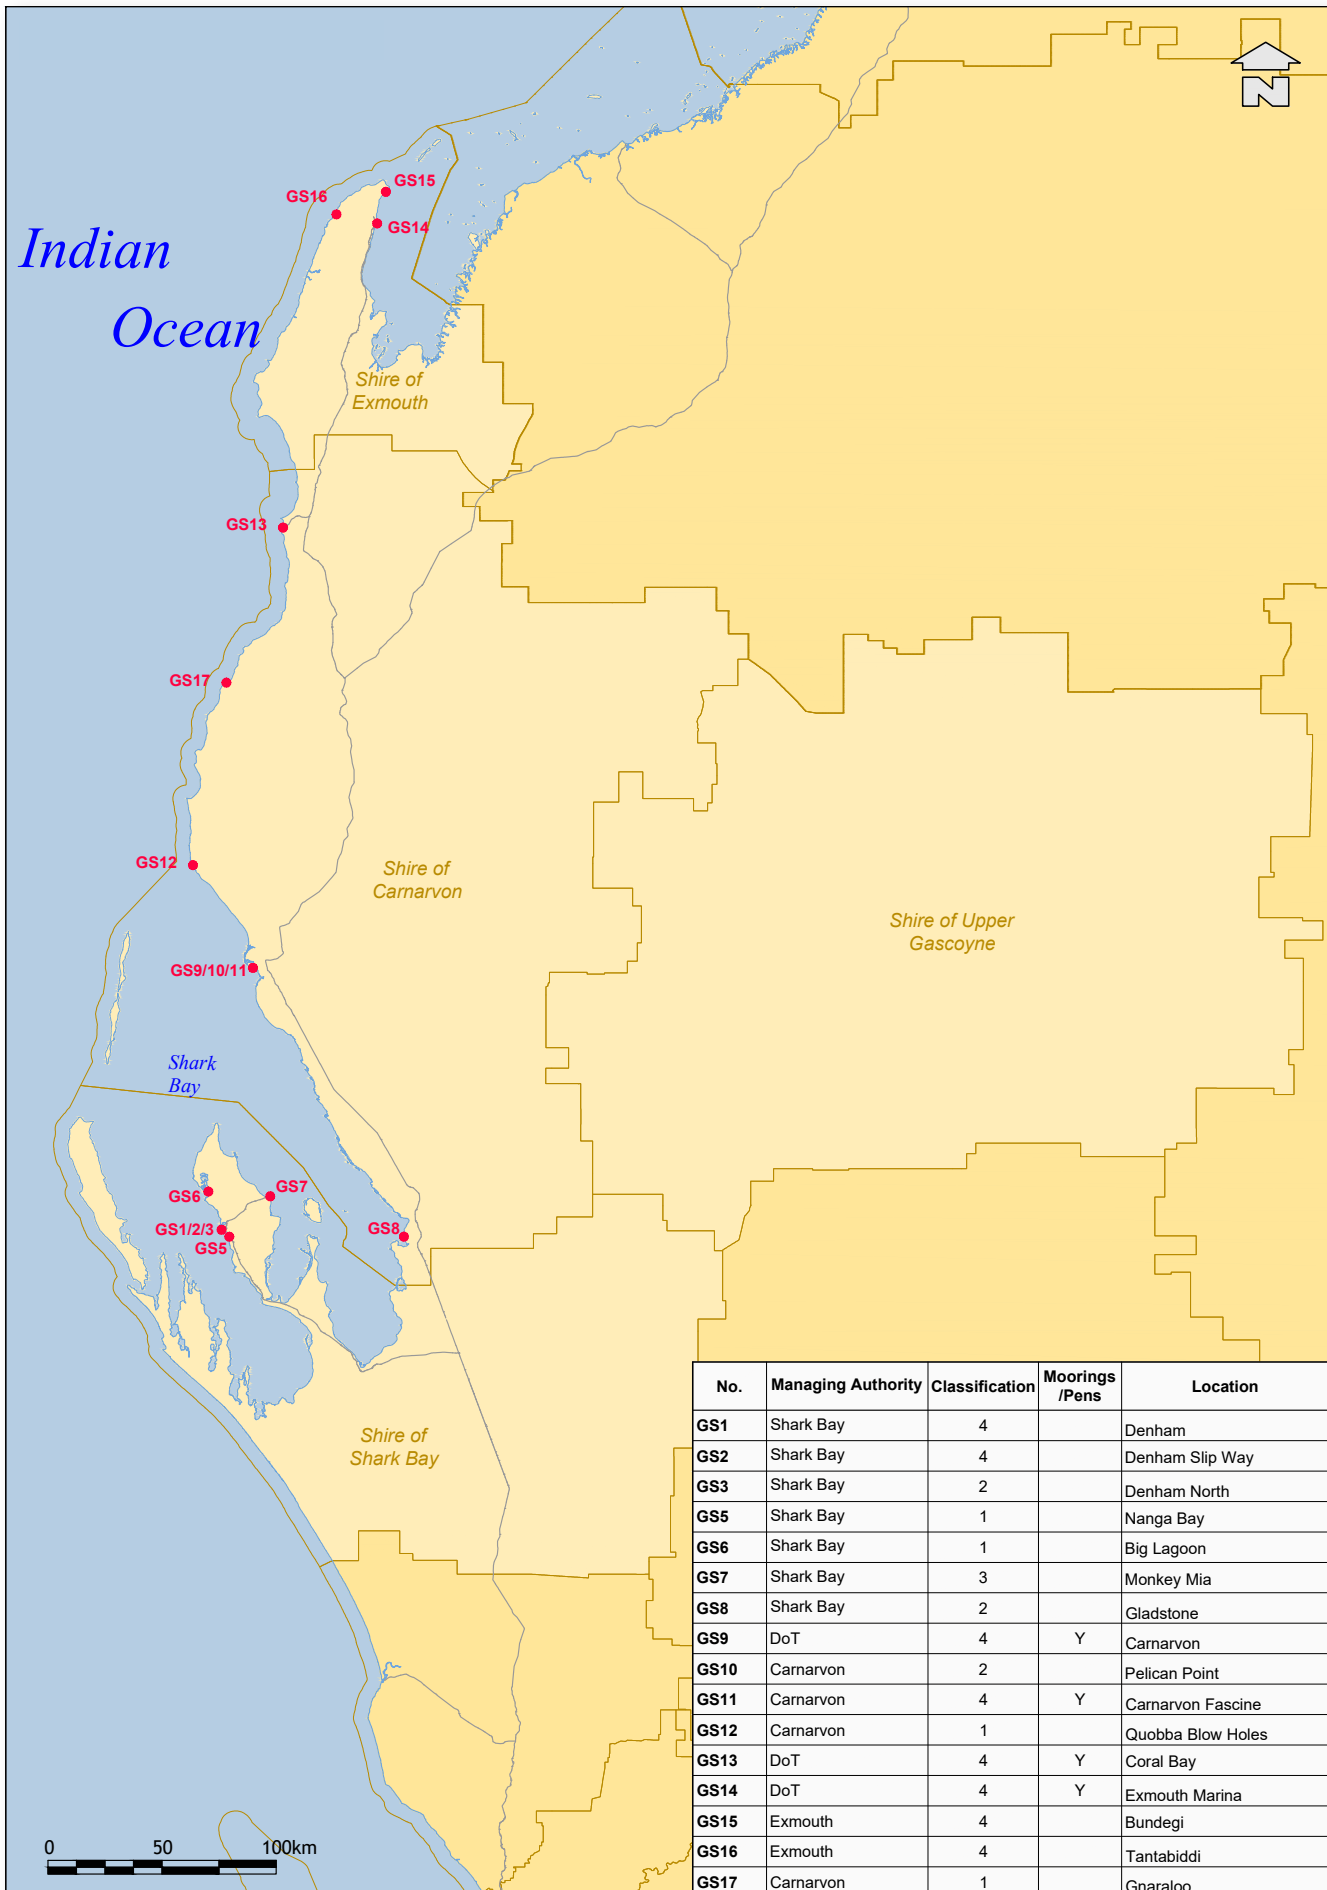 N
GS15
GS16
GS14
Indian
Ocean
Shire of
Exmouth
GS13
GS17
GS12
Shire of
Carnarvon
Shire of Upper
Gascoyne
GS9/10/11
Shark
Bay
GS6
GS7
GS1/2/3
GS8
GS5
Shire of
Shark Bay
No. Managing Authority Classification Moorings /Pens Location
GS1 Shark Bay 4 Denham
GS2 Shark Bay 4 Denham Slip Way
GS3 Shark Bay 2 Denham North
GS5 Shark Bay 1 Nanga Bay
GS6 Shark Bay 1 Big Lagoon
GS7 Shark Bay 3 Monkey Mia
GS8 Shark Bay 2 Gladstone
GS9 DoT 4 Y Carnarvon
GS10 Carnarvon 2 Pelican Point
GS11 Carnarvon 4 Y Carnarvon Fascine
GS12 Carnarvon 1 Quobba Blow Holes
GS13 DoT 4 Y Coral Bay
GS14 DoT 4 Y Exmouth Marina
GS15 Exmouth 4 Bundegi
GS16 Exmouth 4 Tantabiddi
GS17 Carnarvon 1 Gnaraloo
0 50 100km